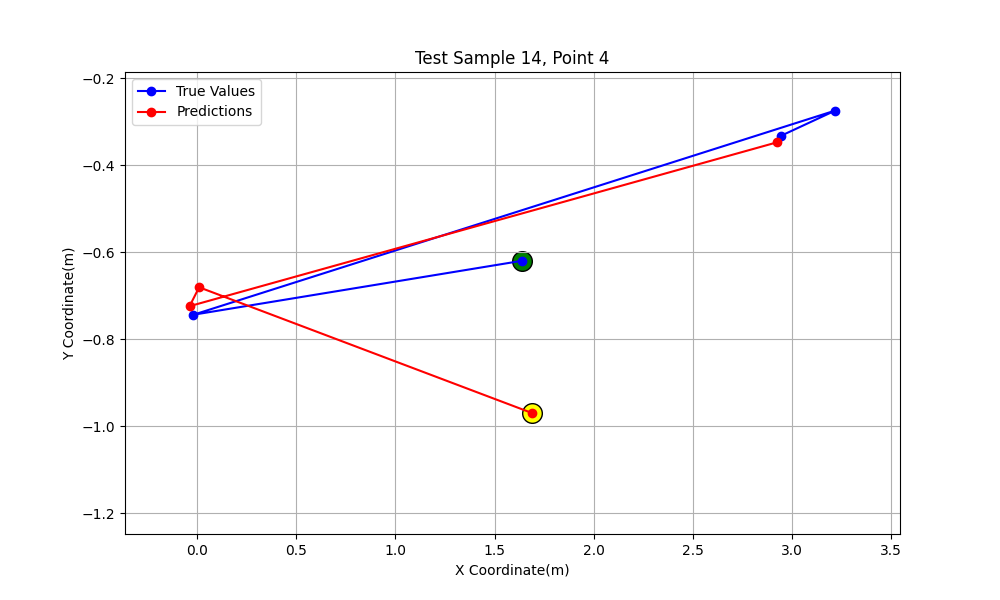 Test Sample 14, Point 4
True Values
Predictions
−0.2
−0.4
−0.6
−0.8
−1.0
−1.2
Y Coordinate(m)
0.0 0.5 1.0 1.5 2.0 2.5 3.0 3.5
X Coordinate(m)